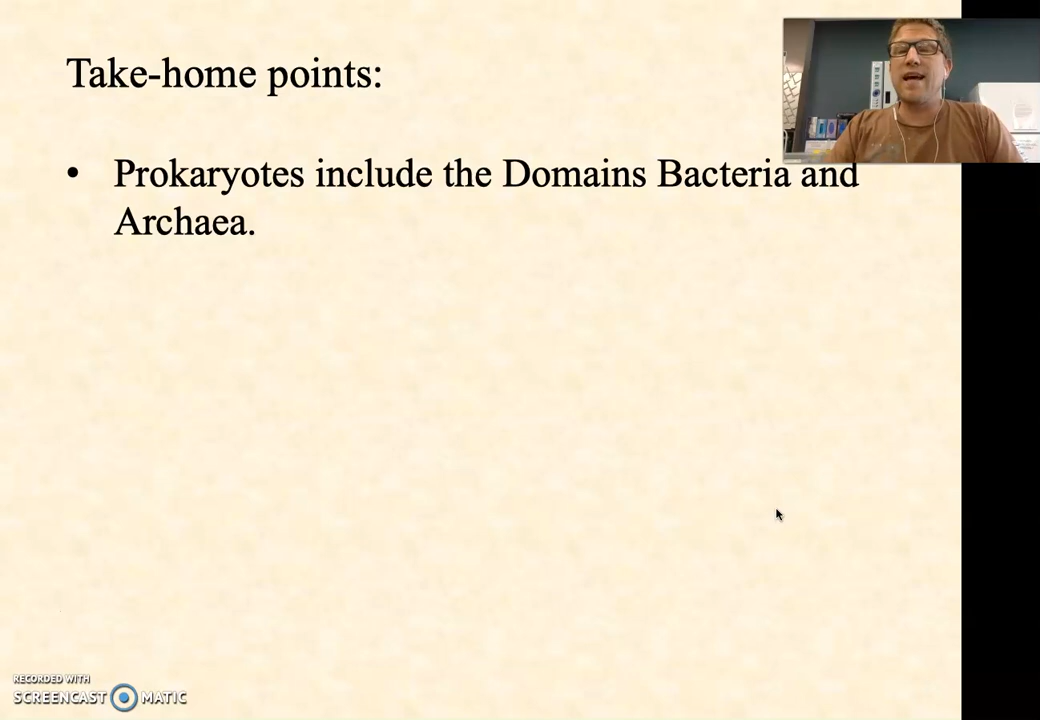 Take-home points:
• Prokaryotes include the Domains Bacteria and
Archaea.
RECORDED WITH
SCREENCAST MATIC